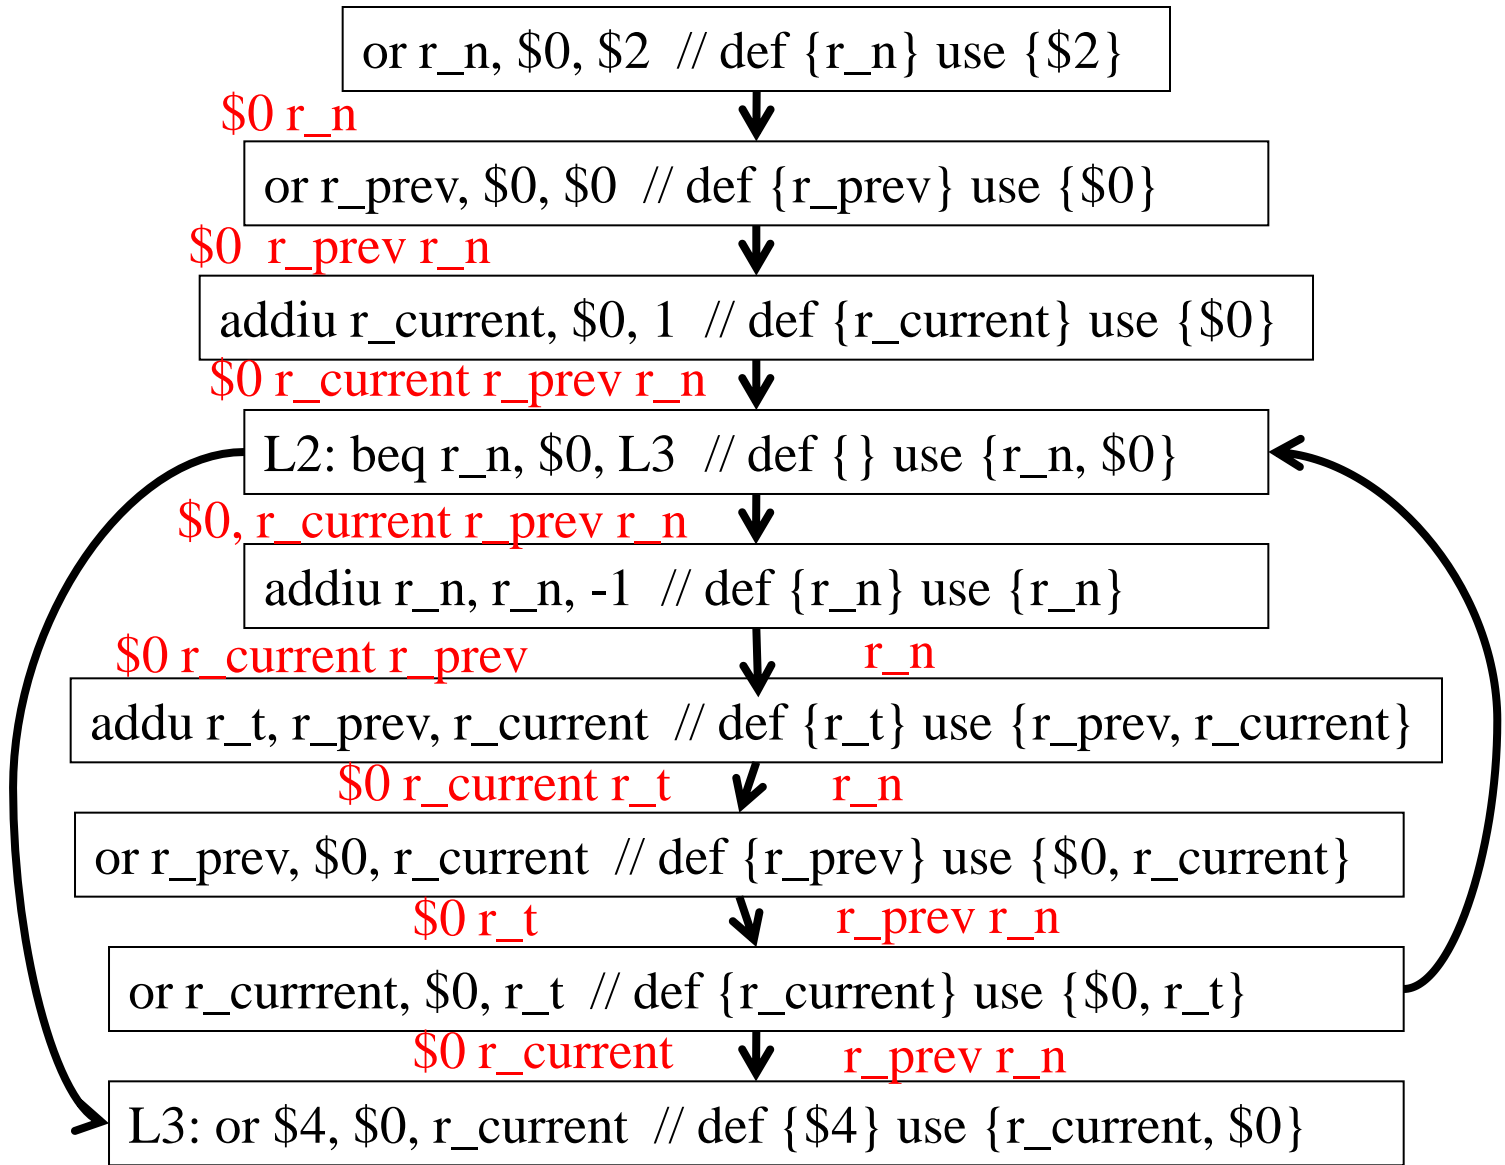 or r_n, $0, $2 // def {r_n} use {$2}
$0 r_n
or r_prev, $0, $0 // def {r_prev} use {$0}
$0 r_prev r_n
addiu r_current, $0, 1 // def {r_current} use {$0}
$0 r_current r_prev r_n
L2: beq r_n, $0, L3 // def {} use {r_n, $0}
$0, r_current r_prev r_n
addiu r_n, r_n, -1 // def {r_n} use {r_n}
$0 r_current r_prev r_n
addu r_t, r_prev, r_current // def {r_t} use {r_prev, r_current}
$0 r_current r_t r_n
or r_prev, $0, r_current // def {r_prev} use {$0, r_current}
$0 r_t r_prev r_n
or r_currrent, $0, r_t // def {r_current} use {$0, r_t}
$0 r_current r_prev r_n
L3: or $4, $0, r_current // def {$4} use {r_current, $0}